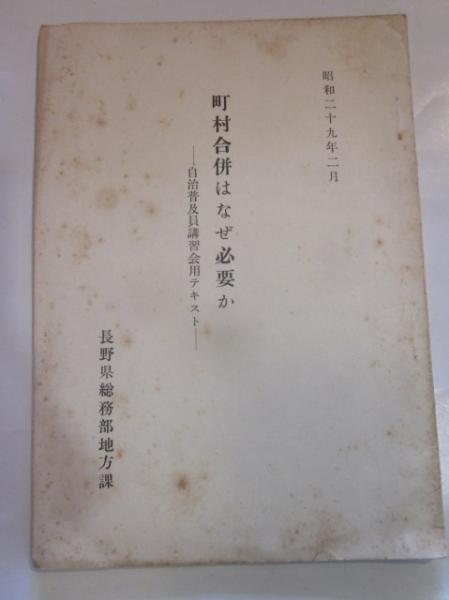 昭和二十九年二月
町村合併はなぜ必要か
――自治普及員講習会用テキスト――
長野県総務部地方課